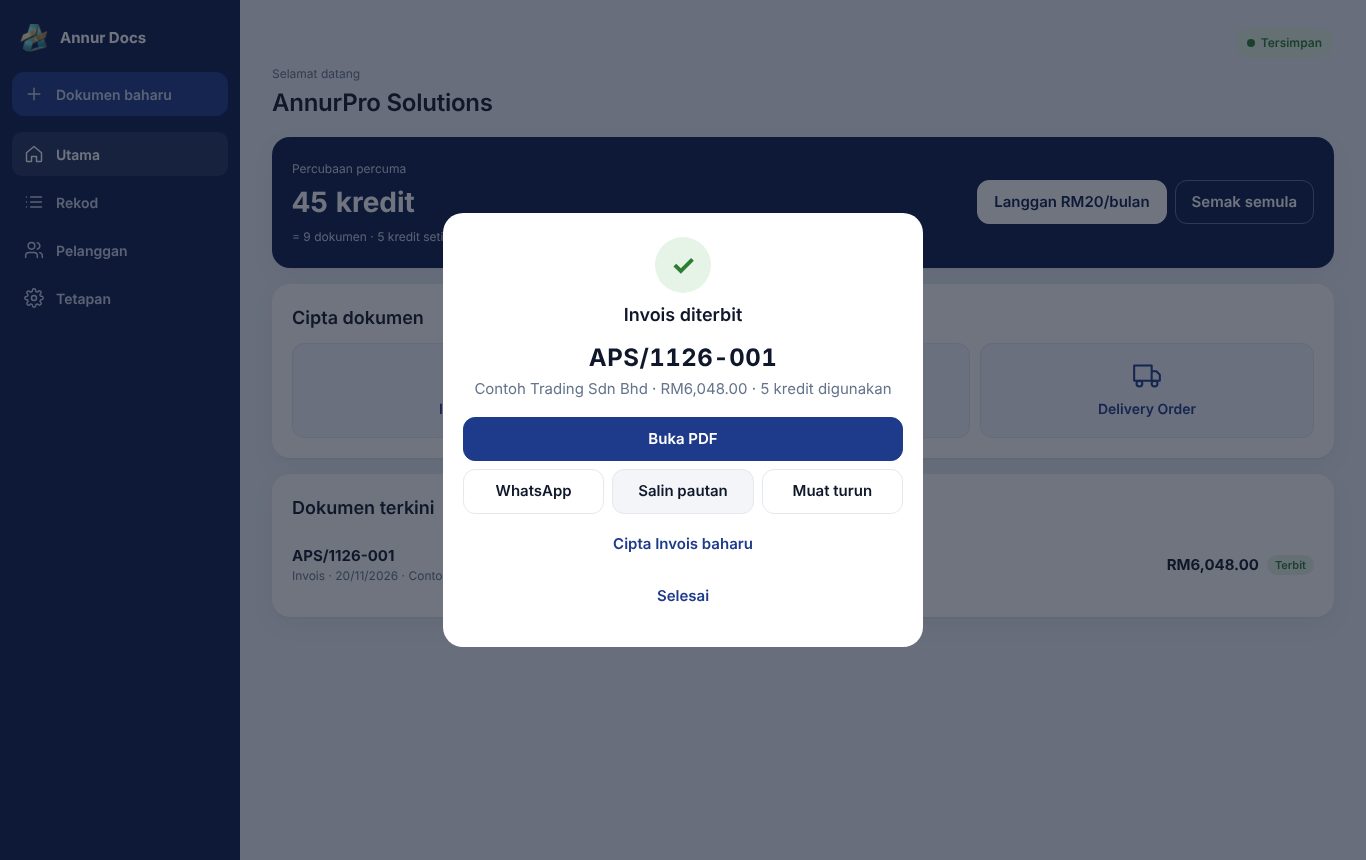 Annur Docs
Dokumen baharu
Utama
Rekod
Pelanggan
Tetapan
Tersimpan
Selamat datang
AnnurPro Solutions
Percubaan percuma
45 kredit
= 9 dokumen · 5 kredit
Langgan RM20/bulan
Semak semula
Cipta dokumen
Delivery Order
Dokumen terkini
APS/1126-001
Invois · 20/11/2026
RM6,048.00
Terbit
Invois diterbit
APS/1126-001
Contoh Trading Sdn Bhd · RM6,048.00 · 5 kredit digunakan
Buka PDF
WhatsApp
Salin pautan
Muat turun
Cipta Invois baharu
Selesai